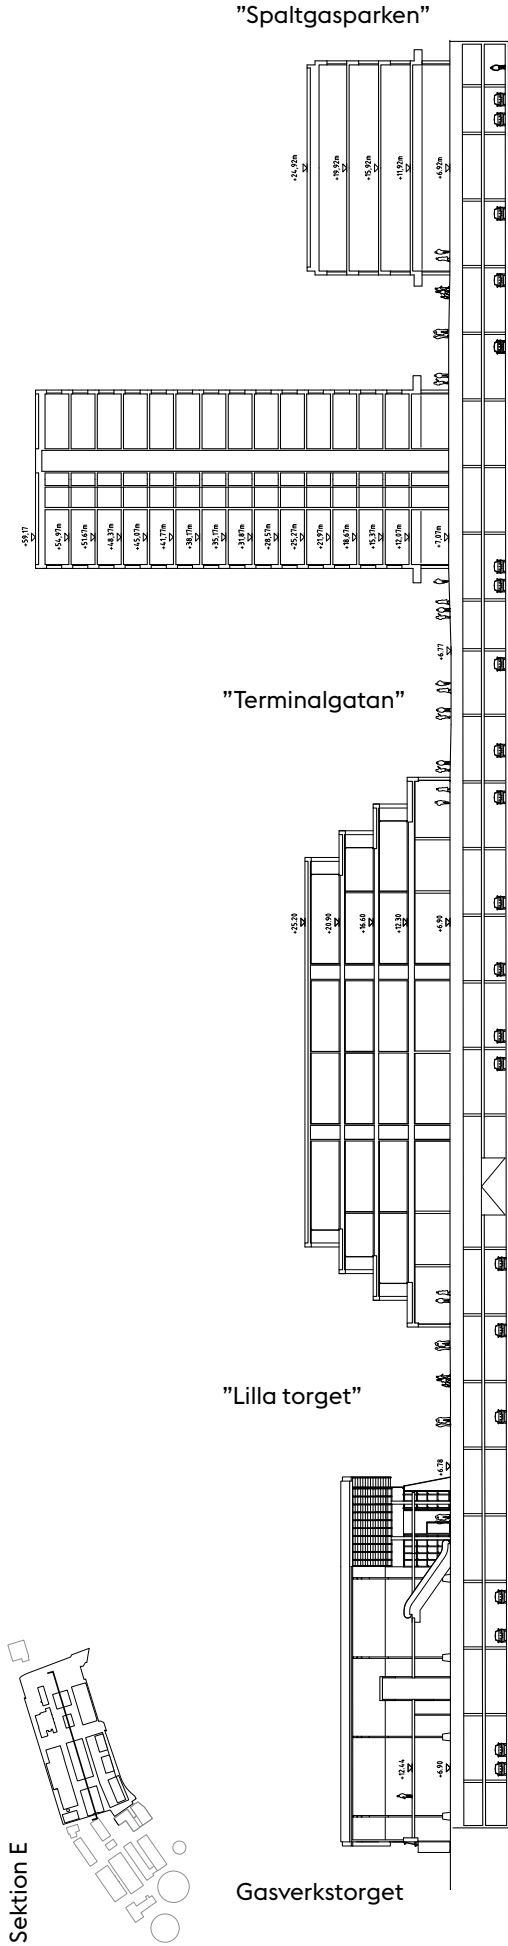 "Spaltgasparken"
+24,92m
+19,92m
+15,92m
+11,92m
+6.92m
+59,17
+54,97m
+51.67m
+48,37m
+45,07m
+41,77m
+38,17m
+35,17m
+31,87m
+28,57m
+25,27m
+21,97m
+18,67m
+15,37m
+12,07m
+7,07m
+6.77
"Terminalgatan"
+25.20
+20.90
+16.60
+12.30
+6.90
"Lilla torget"
+6.78
+12,44
+6.90
Sektion E
Gasverkstorget